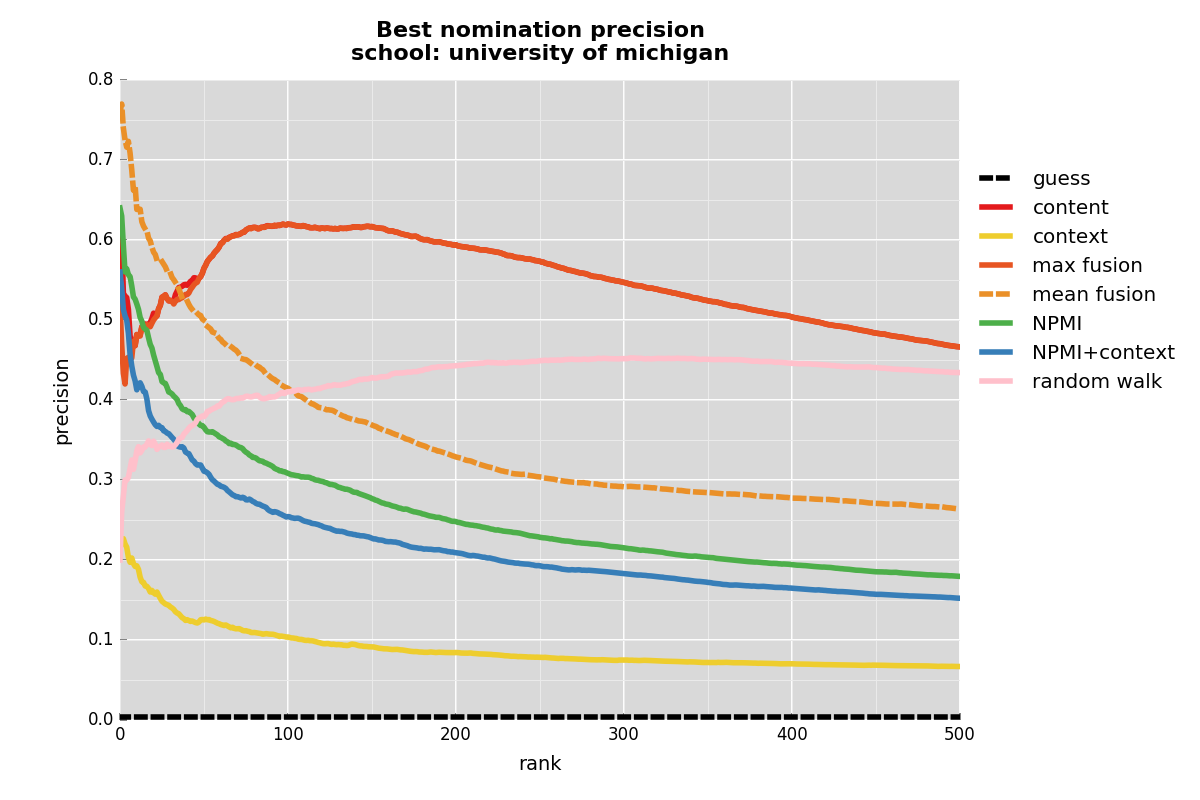 Best nomination precision
school: university of michigan
precision
0.8
0.7
0.6
0.5
0.4
0.3
0.2
0.1
0.0
0 100 200 300 400 500
rank
guess
content
context
max fusion
mean fusion
NPMI
NPMI+context
random walk